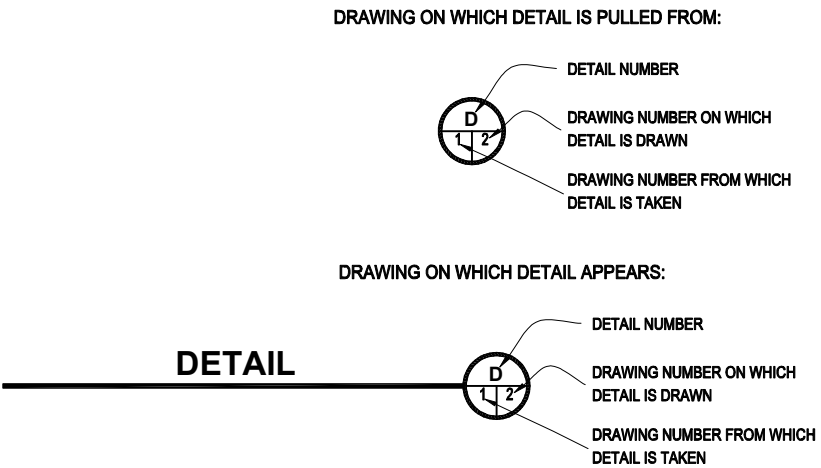 DRAWING ON WHICH DETAIL IS PULLED FROM:
DETAIL NUMBER
D
1 2
DRAWING NUMBER ON WHICH
DETAIL IS DRAWN
DRAWING NUMBER FROM WHICH
DETAIL IS TAKEN
DRAWING ON WHICH DETAIL APPEARS:
DETAIL NUMBER
DETAIL
D
1 2
DRAWING NUMBER ON WHICH
DETAIL IS DRAWN
DRAWING NUMBER FROM WHICH
DETAIL IS TAKEN